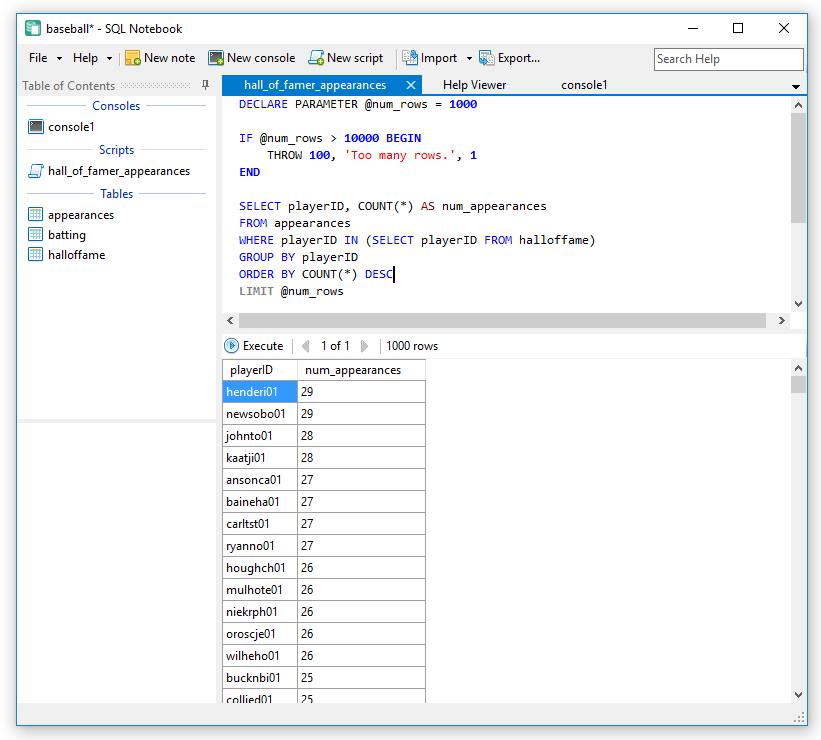 baseball* - SQL Notebook
File Help New note New console New script Import Export... Search Help
Table of Contents
Consoles
console1
Scripts
hall_of_famer_appearances
Tables
appearances
batting
halloffame
hall_of_famer_appearances Help Viewer console1
DECLARE PARAMETER @num_rows = 1000
IF @num_rows > 10000 BEGIN
THROW 100, 'Too many rows.', 1
END
SELECT playerID, COUNT(*) AS num_appearances
FROM appearances
WHERE playerID IN (SELECT playerID FROM halloffame)
GROUP BY playerID
ORDER BY COUNT(*) DESC
LIMIT @num_rows
Execute 1 of 1 1000 rows
playerID num_appearances
henderi01 29
newsobo01 29
johnto01 28
kaatji01 28
ansonca01 27
baineha01 27
carltst01 27
ryanno01 27
houghch01 26
mulhote01 26
niekrph01 26
oroscje01 26
wilheho01 26
bucknbi01 25
collied01 25